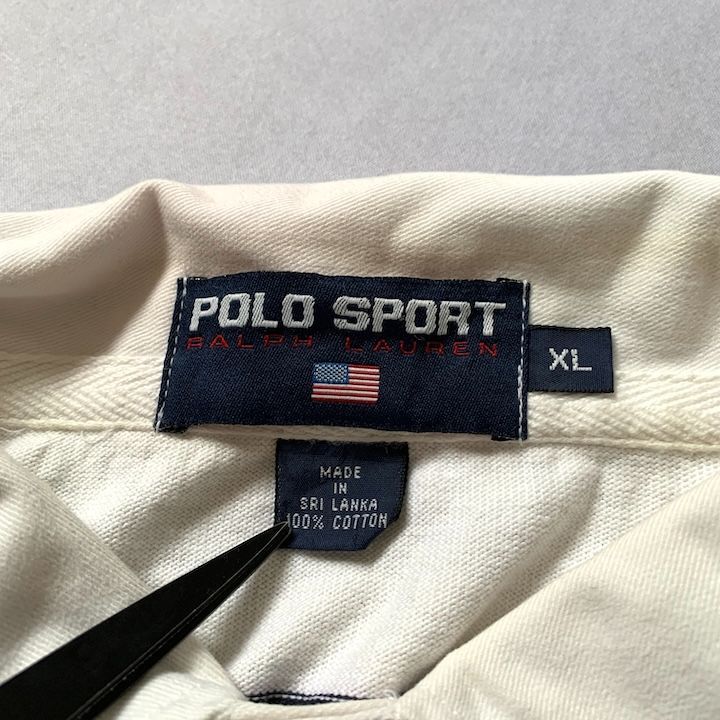 POLO SPORT
RALPH LAUREN
XL
MADE
IN
SRI LANKA
100% COTTON